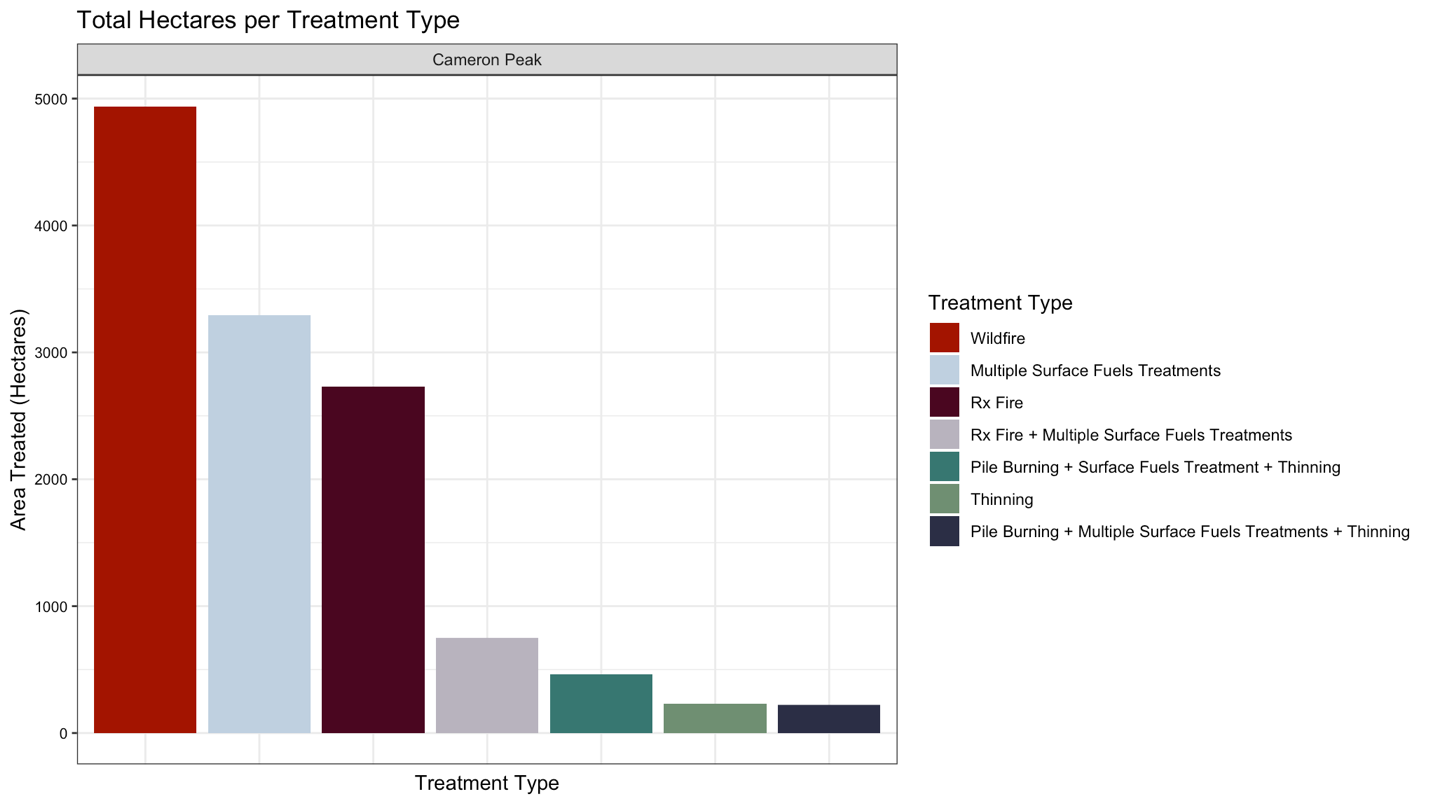 Total Hectares per Treatment Type
Cameron Peak
Area Treated (Hectares)
5000
4000
3000
2000
1000
0
Treatment Type
Treatment Type
Wildfire
Multiple Surface Fuels Treatments
Rx Fire
Rx Fire + Multiple Surface Fuels Treatments
Pile Burning + Surface Fuels Treatment + Thinning
Thinning
Pile Burning + Multiple Surface Fuels Treatments + Thinning